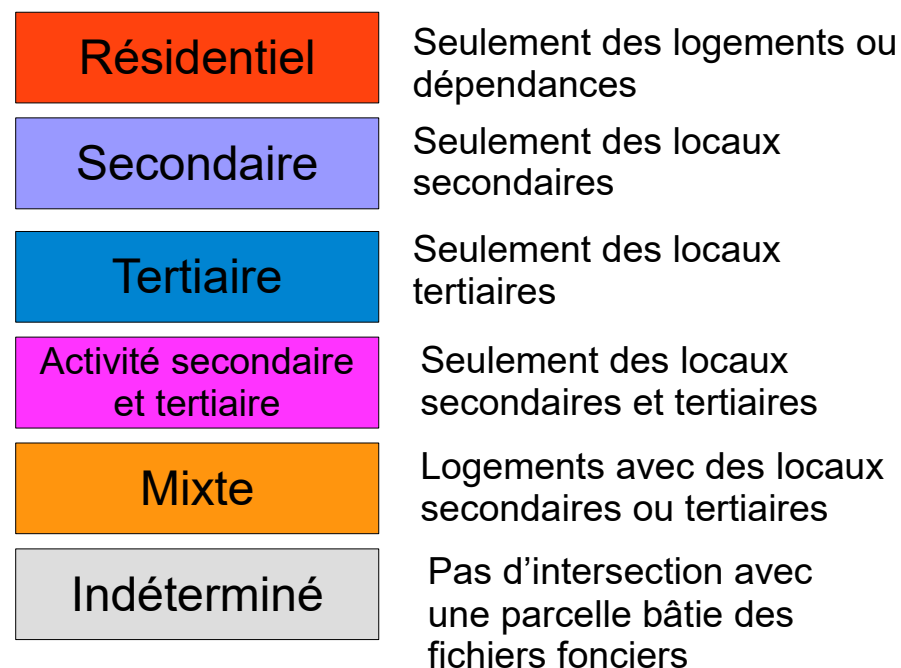 Résidentiel
Seulement des logements ou
dépendances
Secondaire
Seulement des locaux
secondaires
Tertiaire
Seulement des locaux
tertiaires
Activité secondaire
et tertiaire
Seulement des locaux
secondaires et tertiaires
Mixte
Logements avec des locaux
secondaires ou tertiaires
Indéterminé
Pas d’intersection avec
une parcelle bâtie des
fichiers fonciers